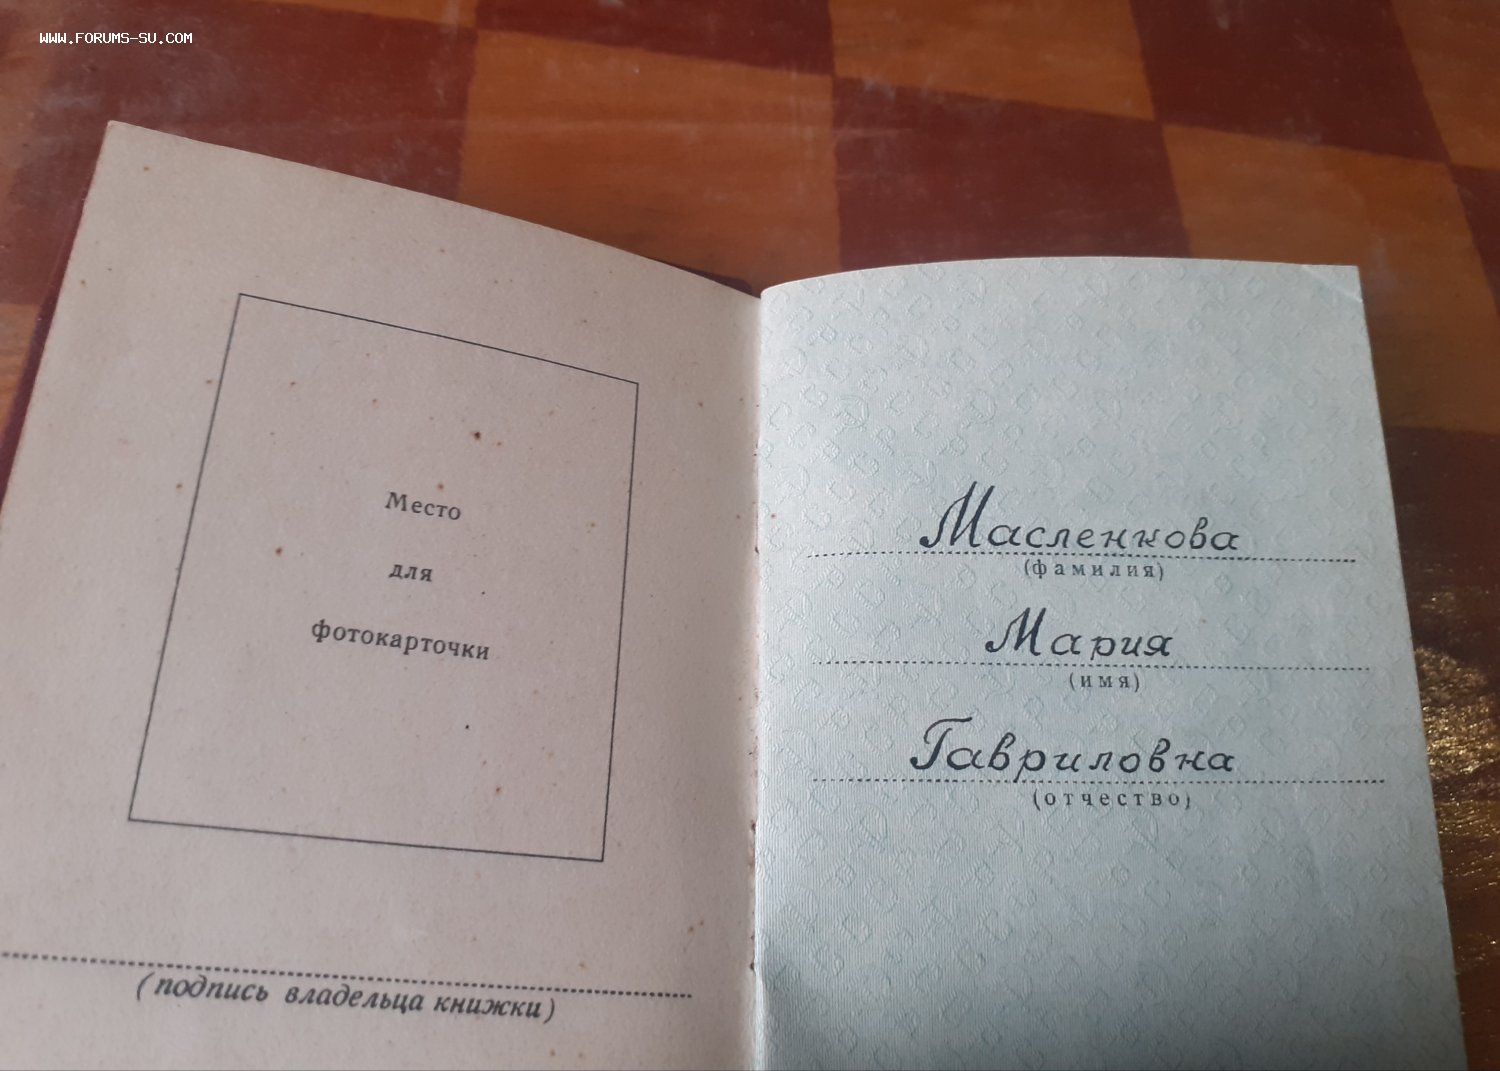 WWW.FORUMS-SU.COM
Место
для
фотокарточки
(подпись владельца книжки)
Масленкова
(фамилия)
Мария
(имя)
Гавриловна
(отчество)